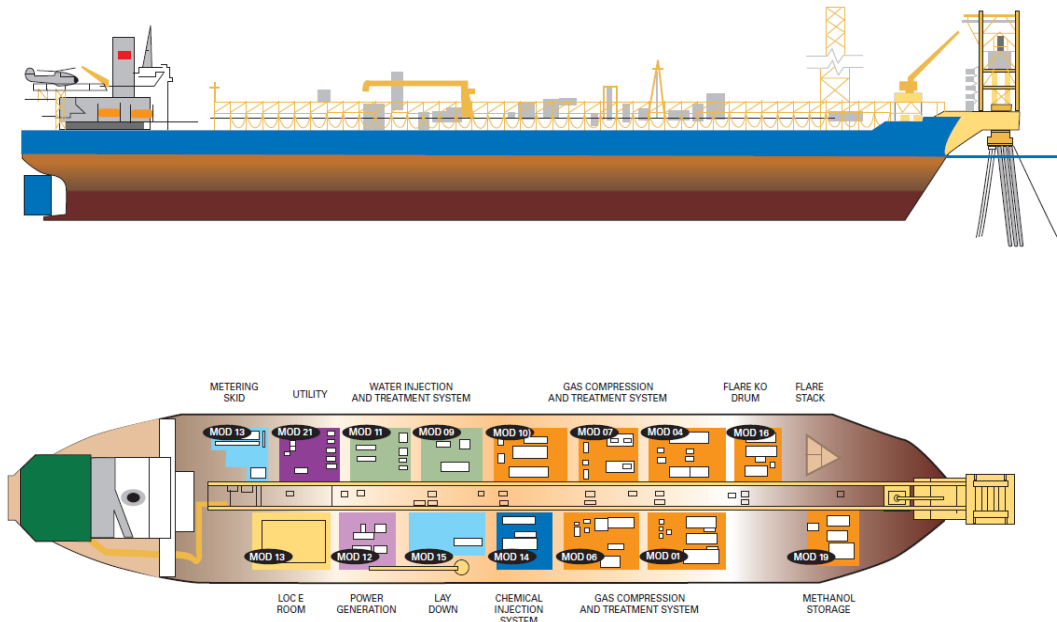 METERING
SKID
UTILITY
WATER INJECTION
AND TREATMENT SYSTEM
GAS COMPRESSION
AND TREATMENT SYSTEM
FLARE KO
DRUM
FLARE
STACK
MOD 13
MOD 21
MOD 11
MOD 09
MOD 10
MOD 07
MOD 04
MOD 16
MOD 13
MOD 12
MOD 15
MOD 14
MOD 06
MOD 01
MOD 19
LOC E
ROOM
POWER
GENERATION
LAY
DOWN
CHEMICAL
INJECTION
SYSTEM
GAS COMPRESSION
AND TREATMENT SYSTEM
METHANOL
STORAGE